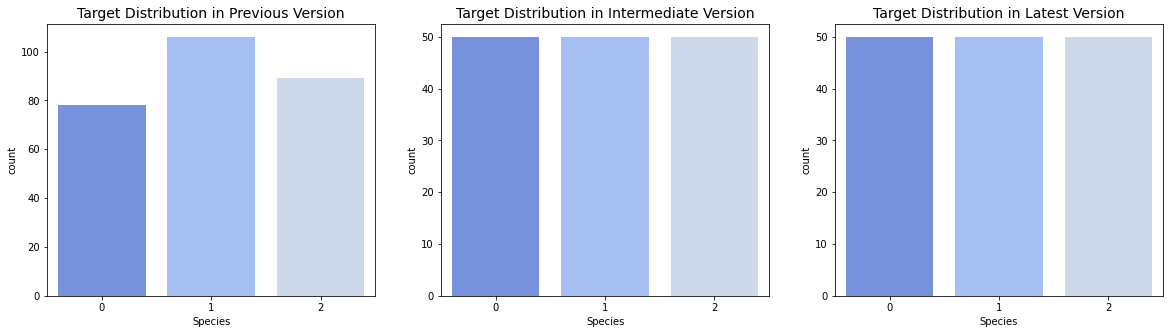 Target Distribution in Previous Version
100
80
60
40
20
0
count
0 1 2
Species
Target Distribution in Intermediate Version
50
40
30
20
10
0
count
0 1 2
Species
Target Distribution in Latest Version
50
40
30
20
10
0
count
0 1 2
Species